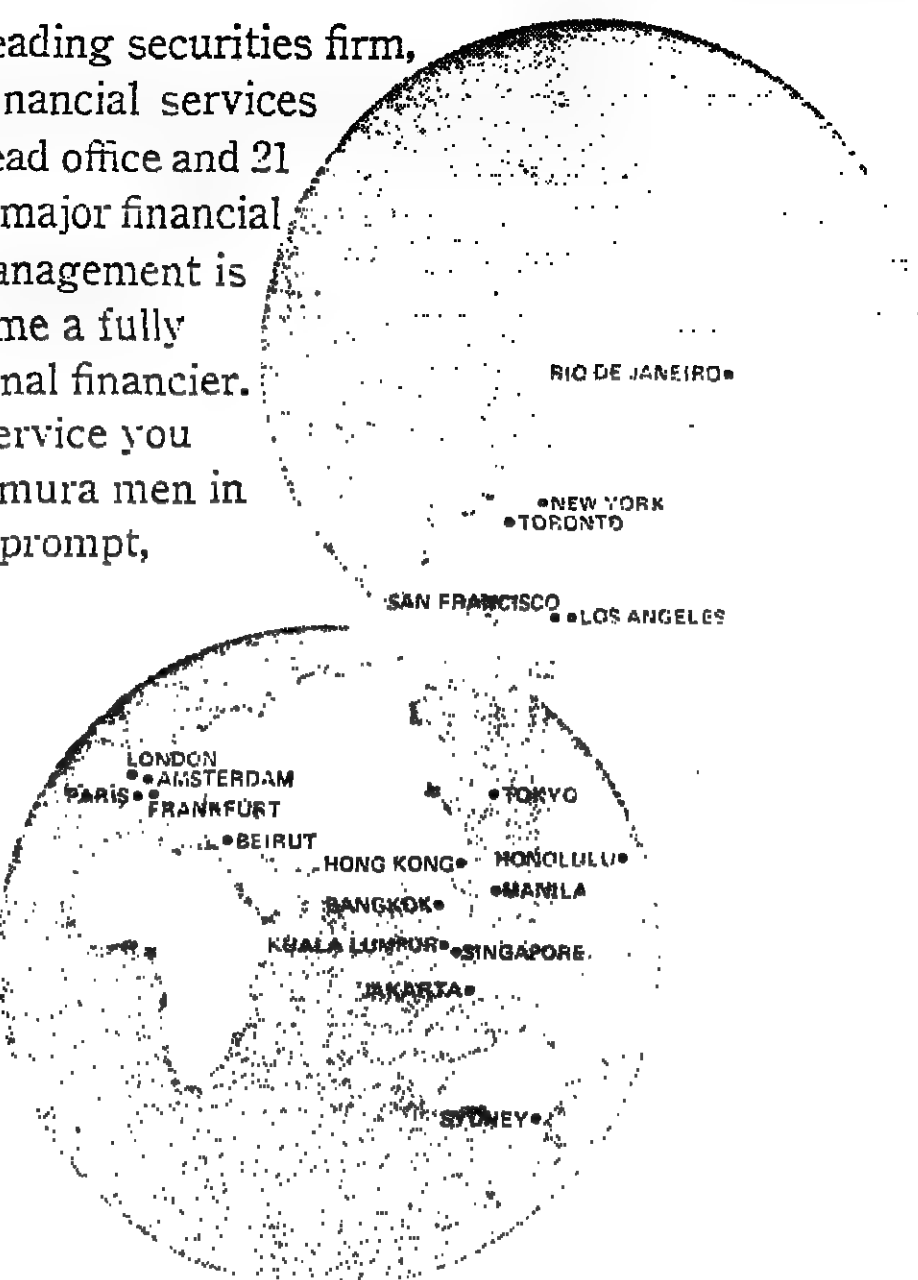 eading securities firm,
nancial services
ead office and 21
major financial
anagement is
me a fully
nal financier.
ervice you
mura men in
prompt,
RIO DE JANEIRO
NEW YORK
TORONTO
SAN FRANCISCO
LOS ANGELES
LONDON
AMSTERDAM
PARIS
FRANKFURT
BEIRUT
TOKYO
HONG KONG
HONOLULU
MANILA
BANGKOK
KUALA LUMPUR
SINGAPORE
JAKARTA
SYDNEY